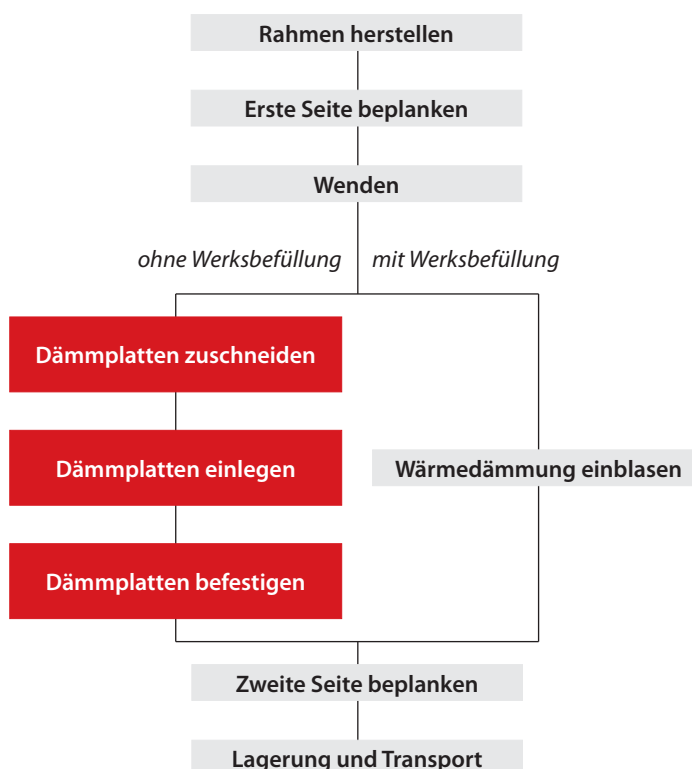 Rahmen herstellen
Erste Seite beplanken
Wenden
ohne Werksbefüllung
mit Werksbefüllung
Dämmplatten zuschneiden
Dämmplatten einlegen
Wärmedämmung einblasen
Dämmplatten befestigen
Zweite Seite beplanken
Lagerung und Transport